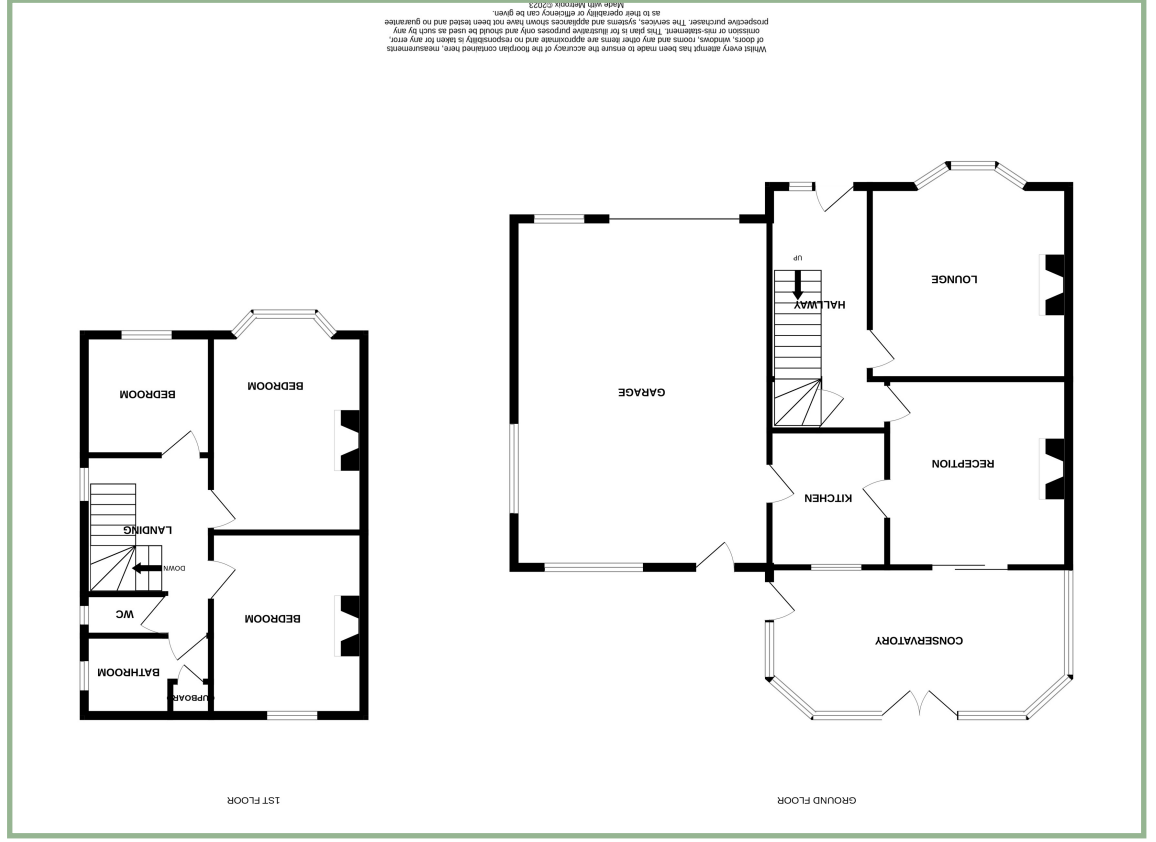 GROUND FLOOR
CONSERVATORY
RECEPTION
KITCHEN
GARAGE
LOUNGE
HALLWAY
UP
1ST FLOOR
CUPBOARD
BATHROOM
BEDROOM
WC
DOWN
LANDING
BEDROOM
BEDROOM
Whilst every attempt has been made to ensure the accuracy of the floorplan contained here, measurements
of doors, windows, rooms and any other items are approximate and no responsibility is taken for any error,
omission or mis-statement. This plan is for illustrative purposes only and should be used as such by any
prospective purchaser. The services, systems and appliances shown have not been tested and no guarantee
as to their operability or efficiency can be given.
Made with Metropix ©2023